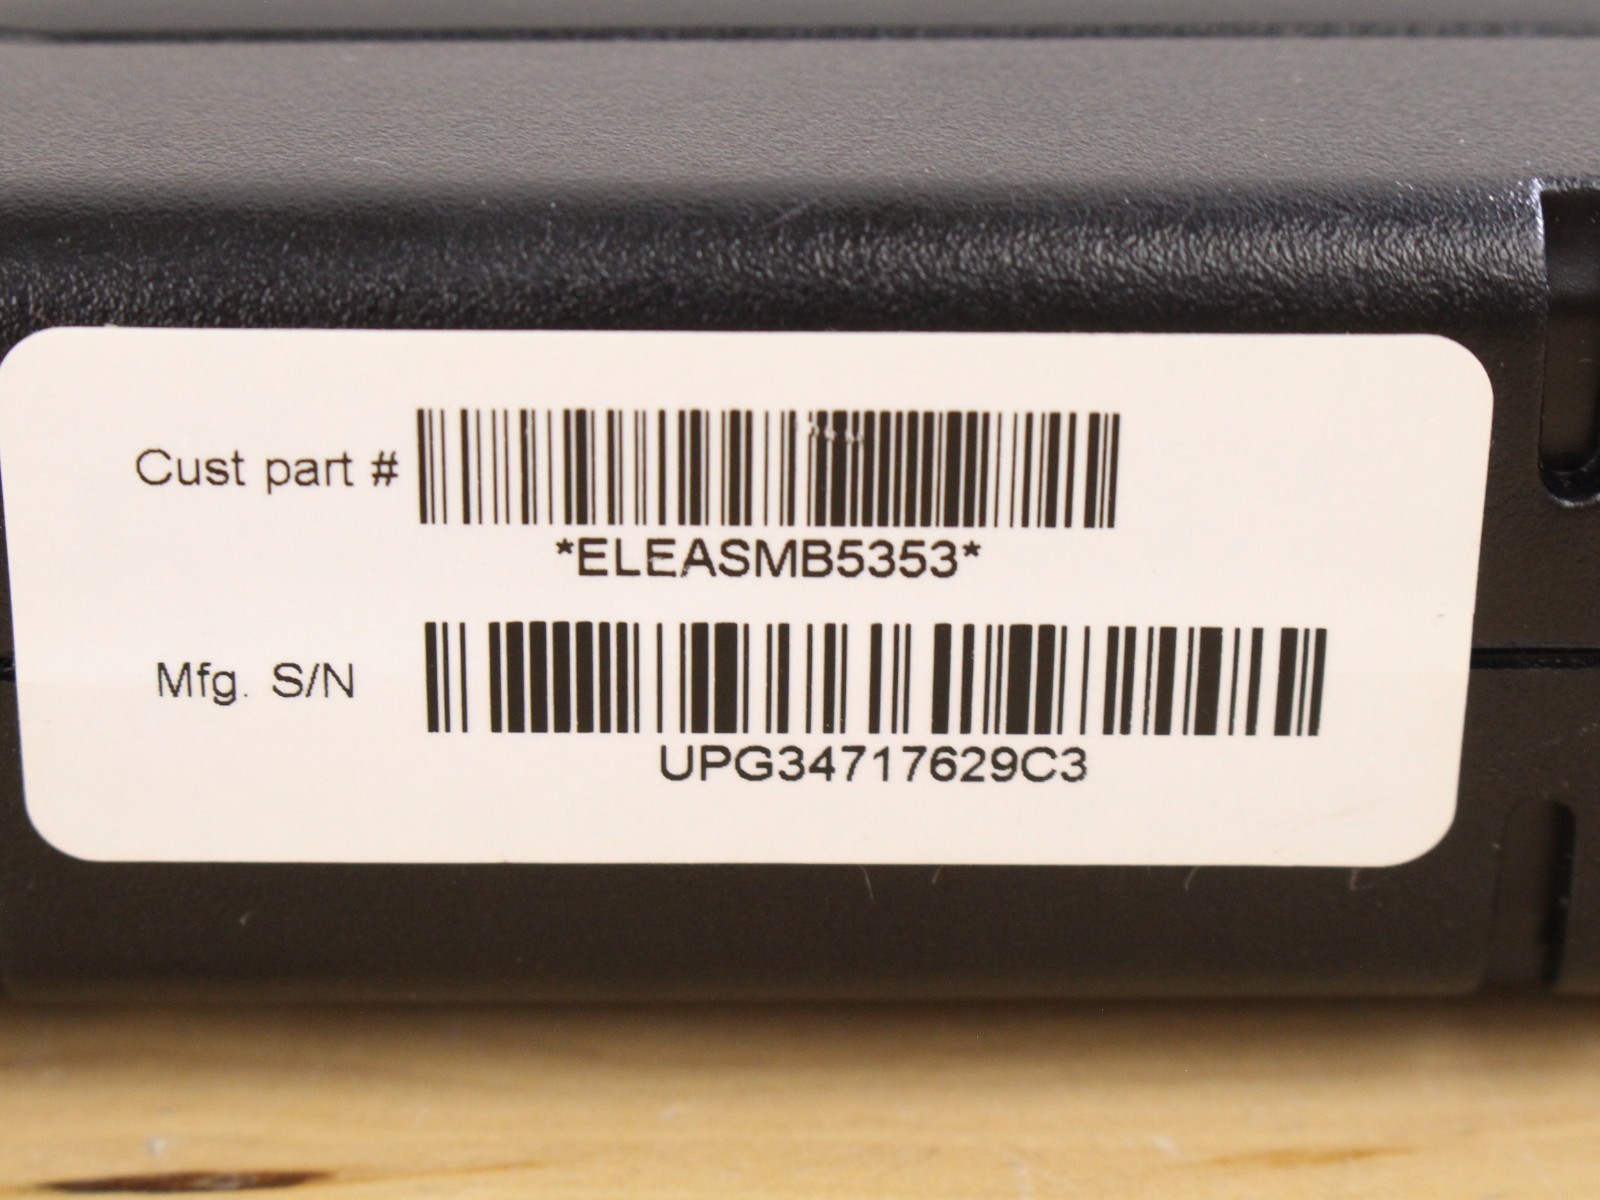 Cust part #
*ELEASMB5353*
Mfg. S/N
UPG34717629C3